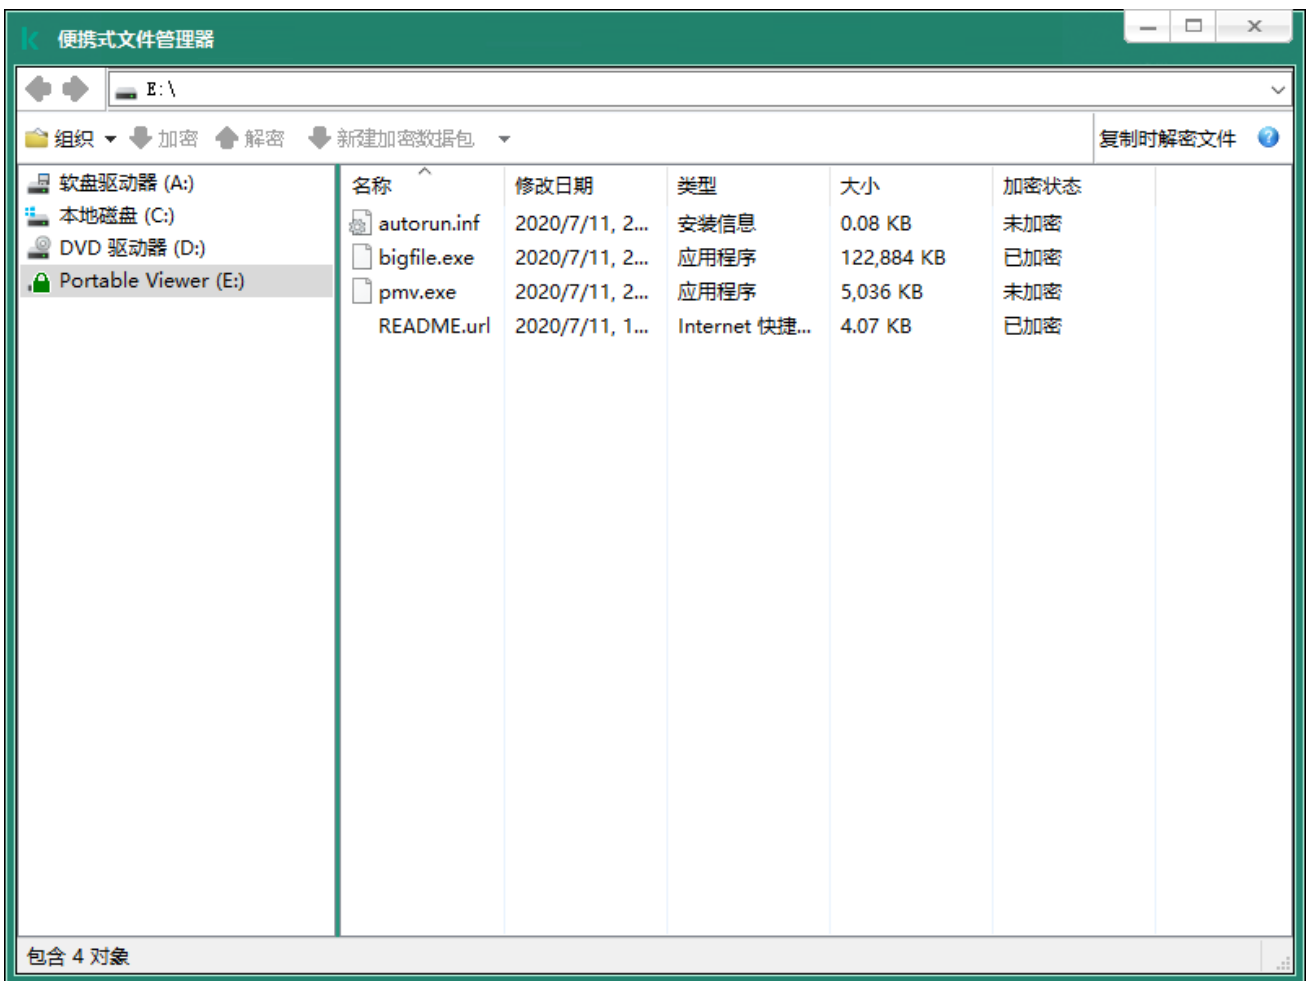 便携式文件管理器
E:\
组织 加密 解密 新建加密数据包 复制时解密文件
软盘驱动器 (A:)
本地磁盘 (C:)
DVD 驱动器 (D:)
Portable Viewer (E:)
名称 修改日期 类型 大小 加密状态
autorun.inf 2020/7/11, 2... 安装信息 0.08 KB 未加密
bigfile.exe 2020/7/11, 2... 应用程序 122,884 KB 已加密
pmv.exe 2020/7/11, 2... 应用程序 5,036 KB 未加密
README.url 2020/7/11, 1... Internet 快捷... 4.07 KB 已加密
包含 4 对象